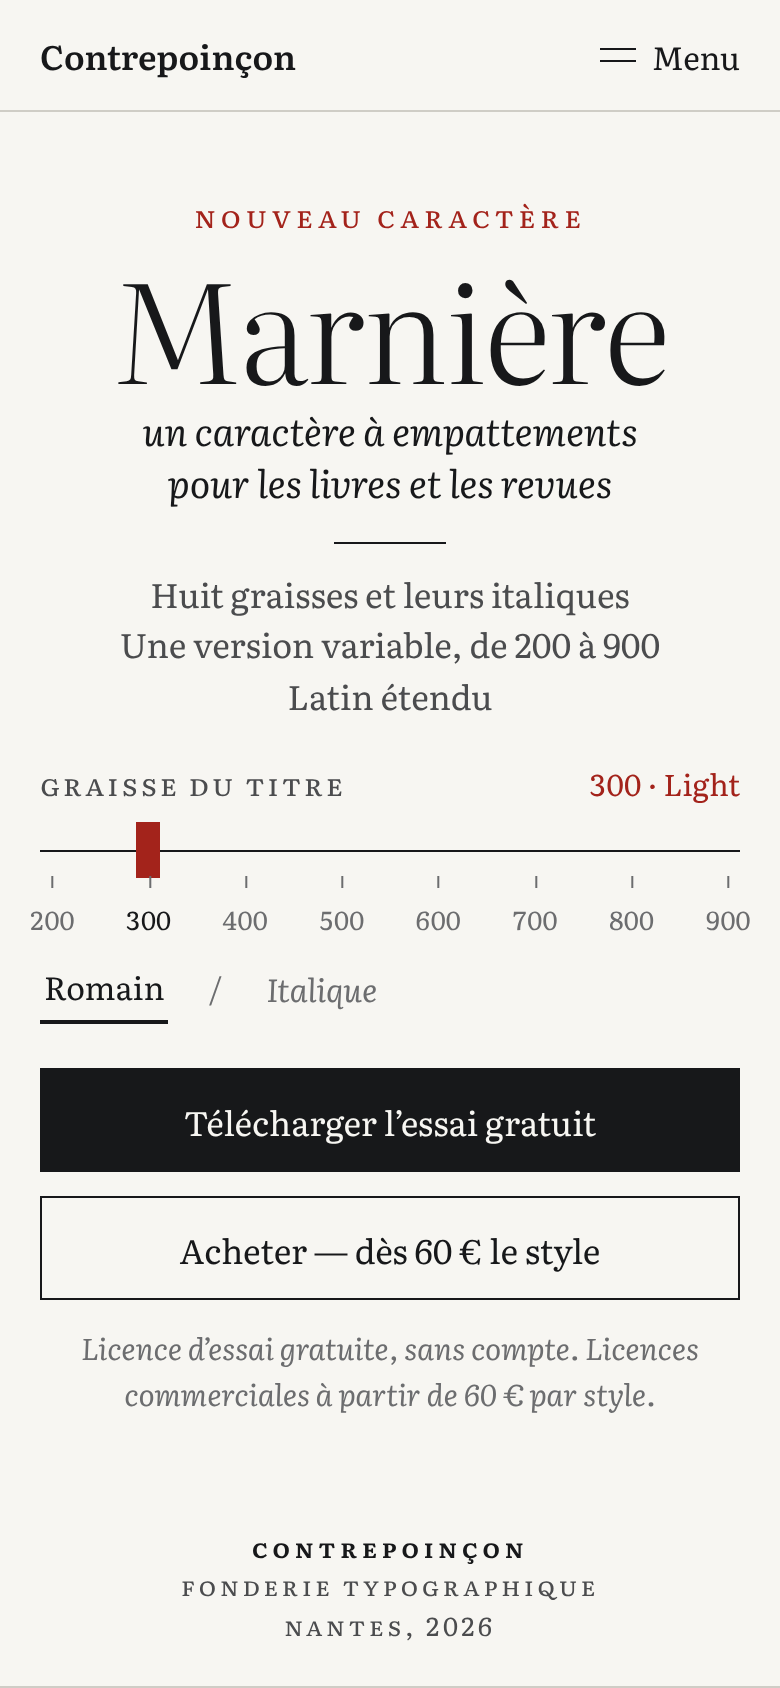 Contrepoinçon
Menu
NOUVEAU CARACTÈRE
Marnière
un caractère à empattements
pour les livres et les revues
Huit graisses et leurs italiques
Une version variable, de 200 à 900
Latin étendu
GRAISSE DU TITRE
300 · Light
200 300 400 500 600 700 800 900
Romain / Italique
Télécharger l’essai gratuit
Acheter — dès 60 € le style
Licence d’essai gratuite, sans compte. Licences
commerciales à partir de 60 € par style.
CONTREPOINÇON
FONDERIE TYPOGRAPHIQUE
NANTES, 2026